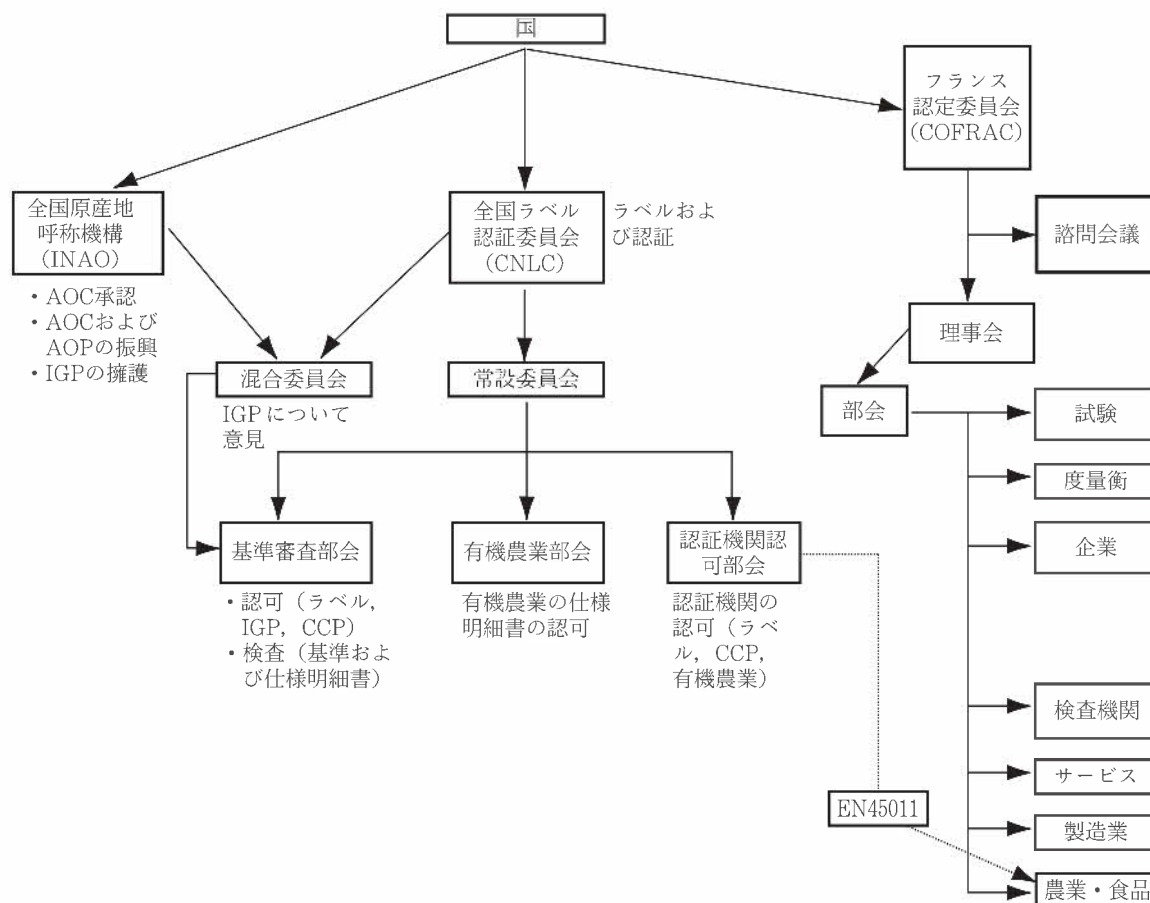 国
フランス
認定委員会
(COFRAC)
全国原産地
呼称機構
(INAO)
全国ラベル
認証委員会
(CNLC)
ラベルおよ
び認証
諮問会議
・AOC承認
・AOCおよび
AOPの振興
・IGPの擁護
理事会
混合委員会
常設委員会
IGPについて
意見
部会
試験
度量衡
企業
基準審査部会
有機農業部会
認証機関認
可部会
・認可（ラベル，
IGP，CCP）
・検査（基準およ
び仕様明細書）
有機農業の仕様
明細書の認可
認証機関の
認可（ラベ
ル，CCP，
有機農業）
検査機関
サービス
EN45011
製造業
農業・食品